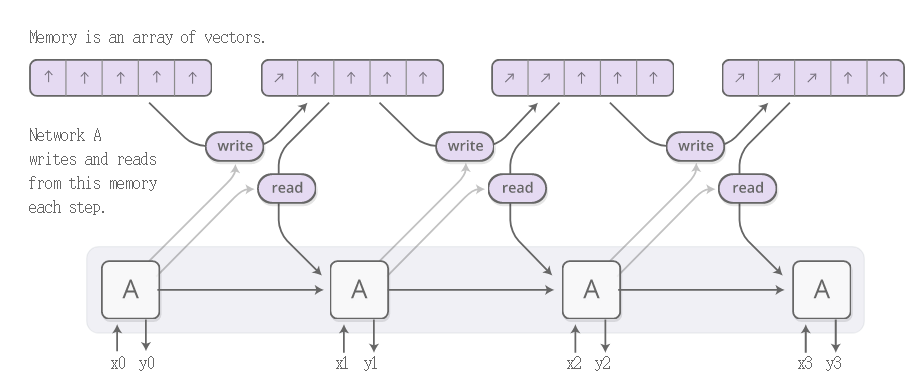 Memory is an array of vectors.
Network A
writes and reads
from this memory
each step.
write
write
write
read
read
read
A
A
A
A
x0 y0
x1 y1
x2 y2
x3 y3